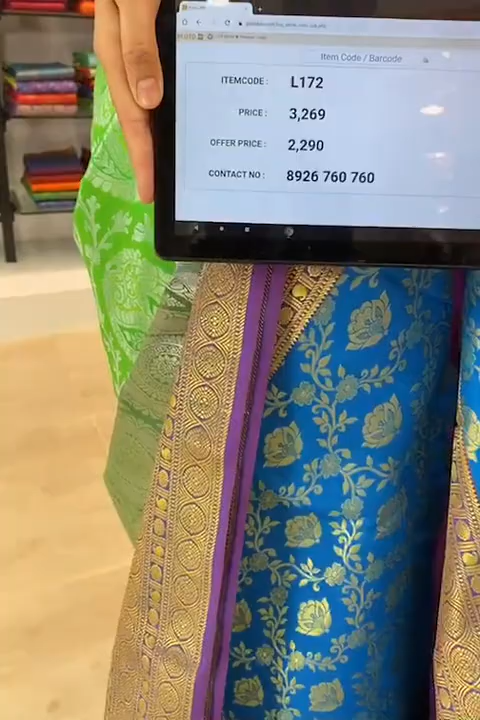 Item Code / Barcode
ITEMCODE : L172
PRICE : 3,269
OFFER PRICE : 2,290
CONTACT NO : 8926 760 760